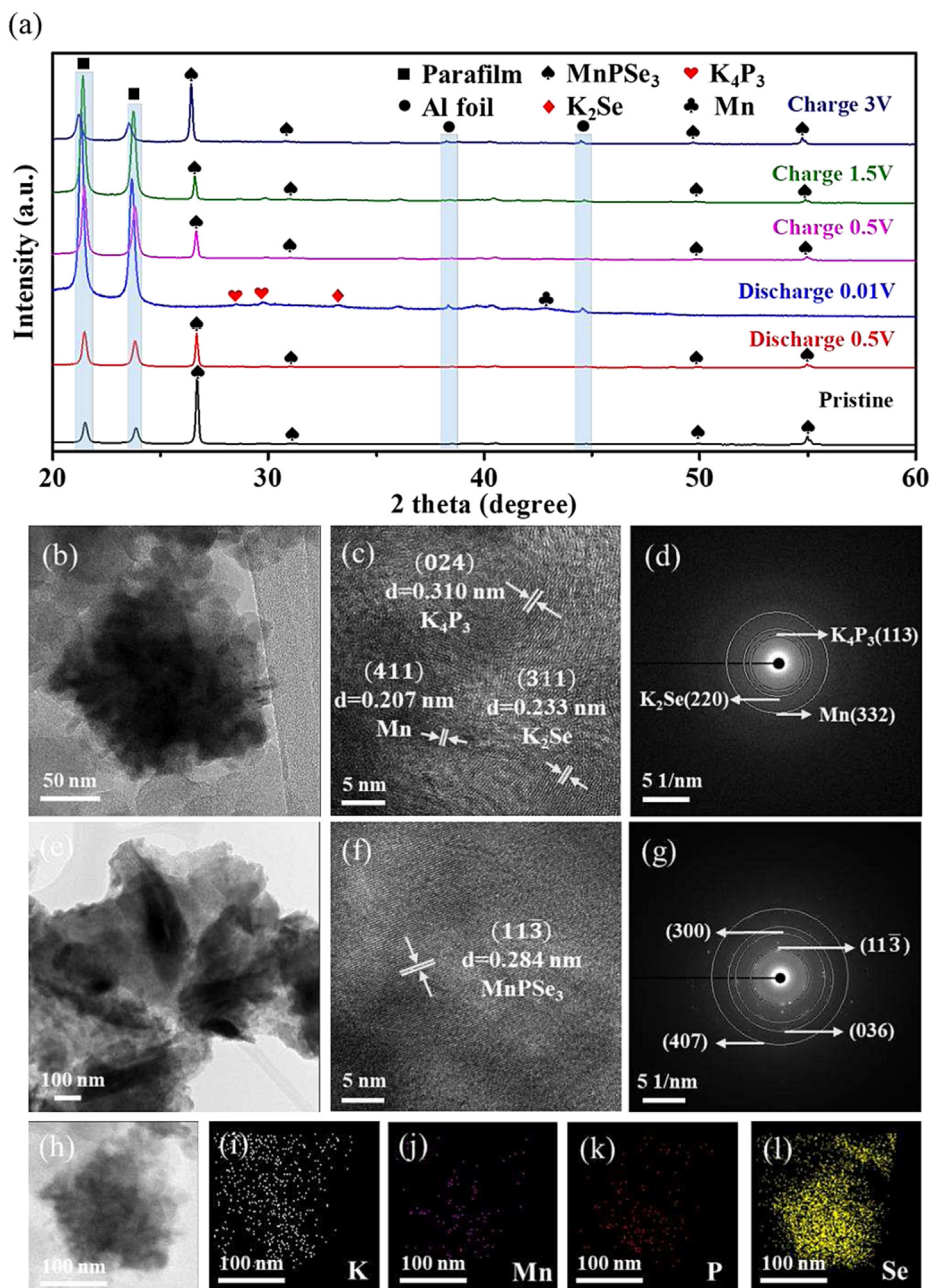 (a)
■ Parafilm ♠ MnPSe₃ ♥ K₄P₃
● Al foil ♦ K₂Se ♣ Mn
Charge 3V
Charge 1.5V
Charge 0.5V
Discharge 0.01V
Discharge 0.5V
Pristine
Intensity (a.u.)
20 30 40 50 60
2 theta (degree)
(b)
50 nm
(c)
(024)
d=0.310 nm
K₄P₃
(411)
d=0.207 nm
Mn
(311)
d=0.233 nm
K₂Se
5 nm
(d)
K₄P₃(113)
K₂Se(220)
Mn(332)
5 1/nm
(e)
100 nm
(f)
(113̅)
d=0.284 nm
MnPSe₃
5 nm
(g)
(300)
(113̅)
(036)
(407)
5 1/nm
(h)
100 nm
(i)
100 nm
K
(j)
100 nm
Mn
(k)
100 nm
P
(l)
100 nm
Se